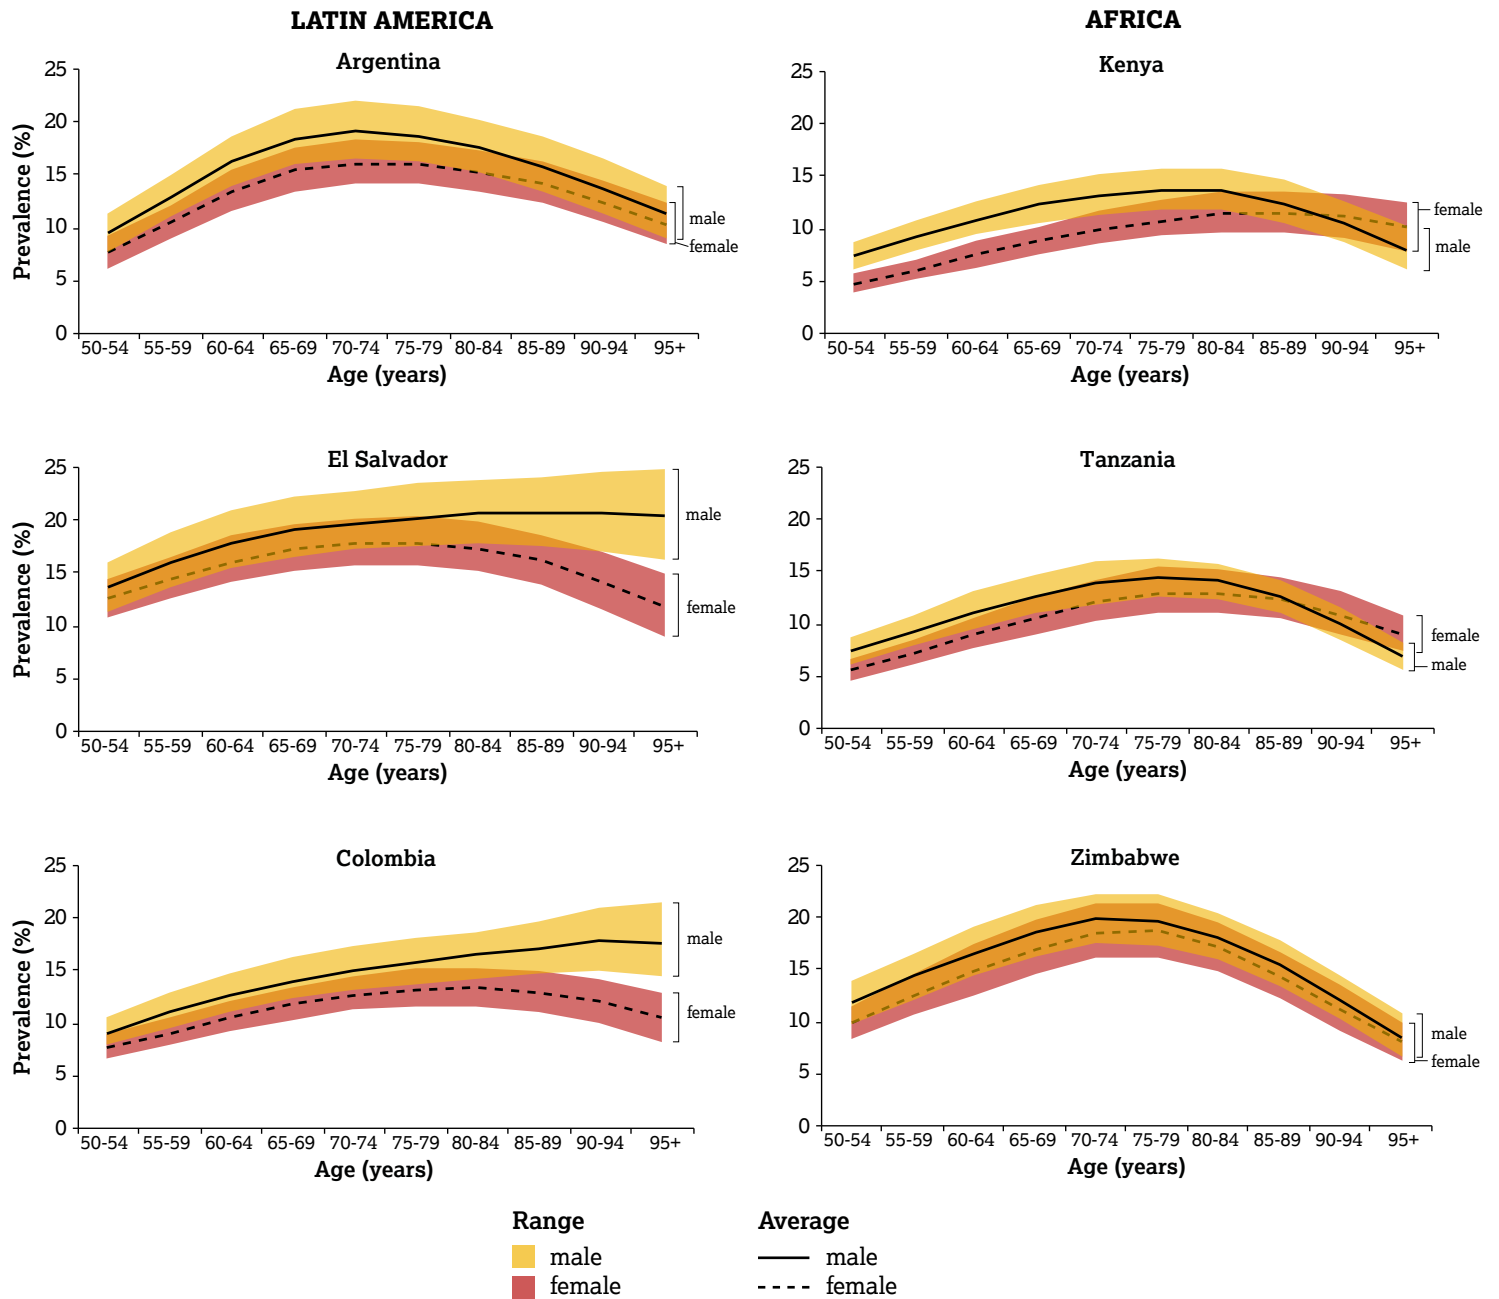 LATIN AMERICA
AFRICA
Argentina
Prevalence (%)
25
20
15
10
5
0
male
female
50-54 55-59 60-64 65-69 70-74 75-79 80-84 85-89 90-94 95+
Age (years)
Kenya
25
20
15
10
5
0
female
male
50-54 55-59 60-64 65-69 70-74 75-79 80-84 85-89 90-94 95+
Age (years)
El Salvador
Prevalence (%)
25
20
15
10
5
0
male
female
50-54 55-59 60-64 65-69 70-74 75-79 80-84 85-89 90-94 95+
Age (years)
Tanzania
25
20
15
10
5
0
female
male
50-54 55-59 60-64 65-69 70-74 75-79 80-84 85-89 90-94 95+
Age (years)
Colombia
Prevalence (%)
25
20
15
10
5
0
male
female
50-54 55-59 60-64 65-69 70-74 75-79 80-84 85-89 90-94 95+
Age (years)
Zimbabwe
25
20
15
10
5
0
male
female
50-54 55-59 60-64 65-69 70-74 75-79 80-84 85-89 90-94 95+
Age (years)
Range
male
female
Average
male
female